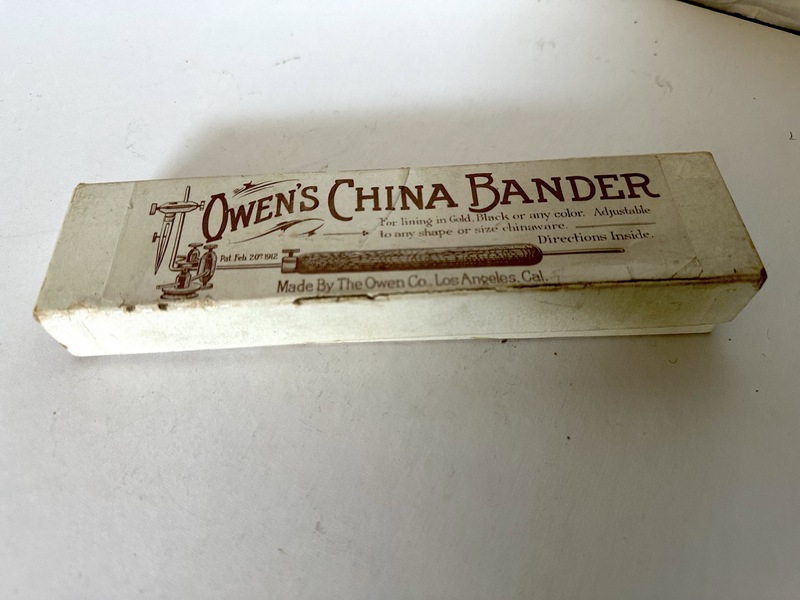 OWEN'S CHINA BANDER
For lining in Gold, Black or any color. Adjustable
to any shape or size chinaware.
Directions Inside.
Pat. Feb. 20th 1912
Made By The Owen Co., Los Angeles, Cal.